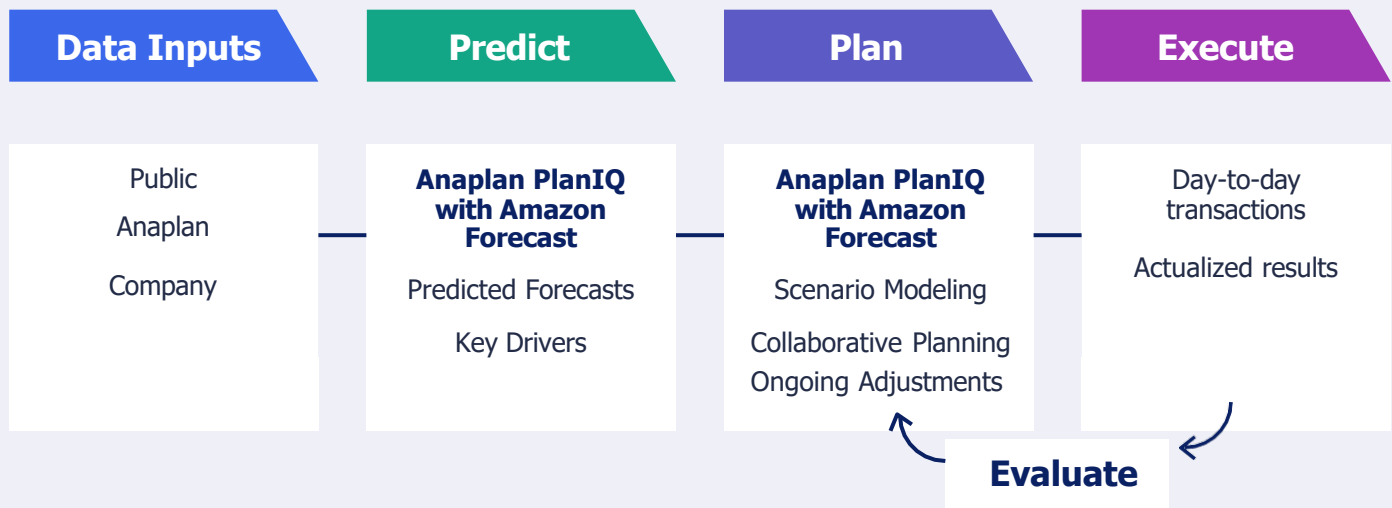 Data Inputs
Predict
Plan
Execute
Public
Anaplan
Company
Anaplan PlanIQ
with Amazon
Forecast
Predicted Forecasts
Key Drivers
Anaplan PlanIQ
with Amazon
Forecast
Scenario Modeling
Collaborative Planning
Ongoing Adjustments
Day-to-day
transactions
Actualized results
Evaluate